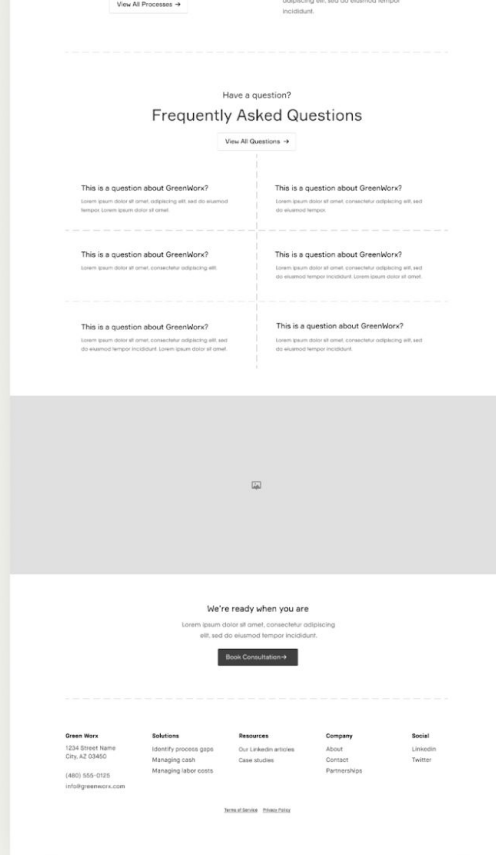 View All Processes →
adipiscing elit, sed do eiusmod tempor
incididunt.
Have a question?
Frequently Asked Questions
View All Questions →
This is a question about GreenWorx?
Lorem ipsum dolor sit amet, adipiscing elit, sed do eiusmod
tempor. Lorem ipsum dolor sit amet.
This is a question about GreenWorx?
Lorem ipsum dolor sit amet, consectetur adipiscing elit, sed
do eiusmod tempor.
This is a question about GreenWorx?
Lorem ipsum dolor sit amet, consectetur adipiscing elit.
This is a question about GreenWorx?
Lorem ipsum dolor sit amet, consectetur adipiscing elit, sed
do eiusmod tempor incididunt. Lorem ipsum dolor sit amet.
This is a question about GreenWorx?
Lorem ipsum dolor sit amet, consectetur adipiscing elit, sed
do eiusmod tempor incididunt. Lorem ipsum dolor sit amet.
This is a question about GreenWorx?
Lorem ipsum dolor sit amet, consectetur adipiscing elit, sed
do eiusmod tempor incididunt.
We're ready when you are
Lorem ipsum dolor sit amet, consectetur adipiscing
elit, sed do eiusmod tempor incididunt.
Book Consultation→
Green Worx
1234 Street Name
City, AZ 03450
(480) 555-0125
info@greenworx.com
Solutions
Identify process gaps
Managing cash
Managing labor costs
Resources
Our LinkedIn articles
Case studies
Company
About
Contact
Partnerships
Social
LinkedIn
Twitter
Terms of Service Privacy Policy